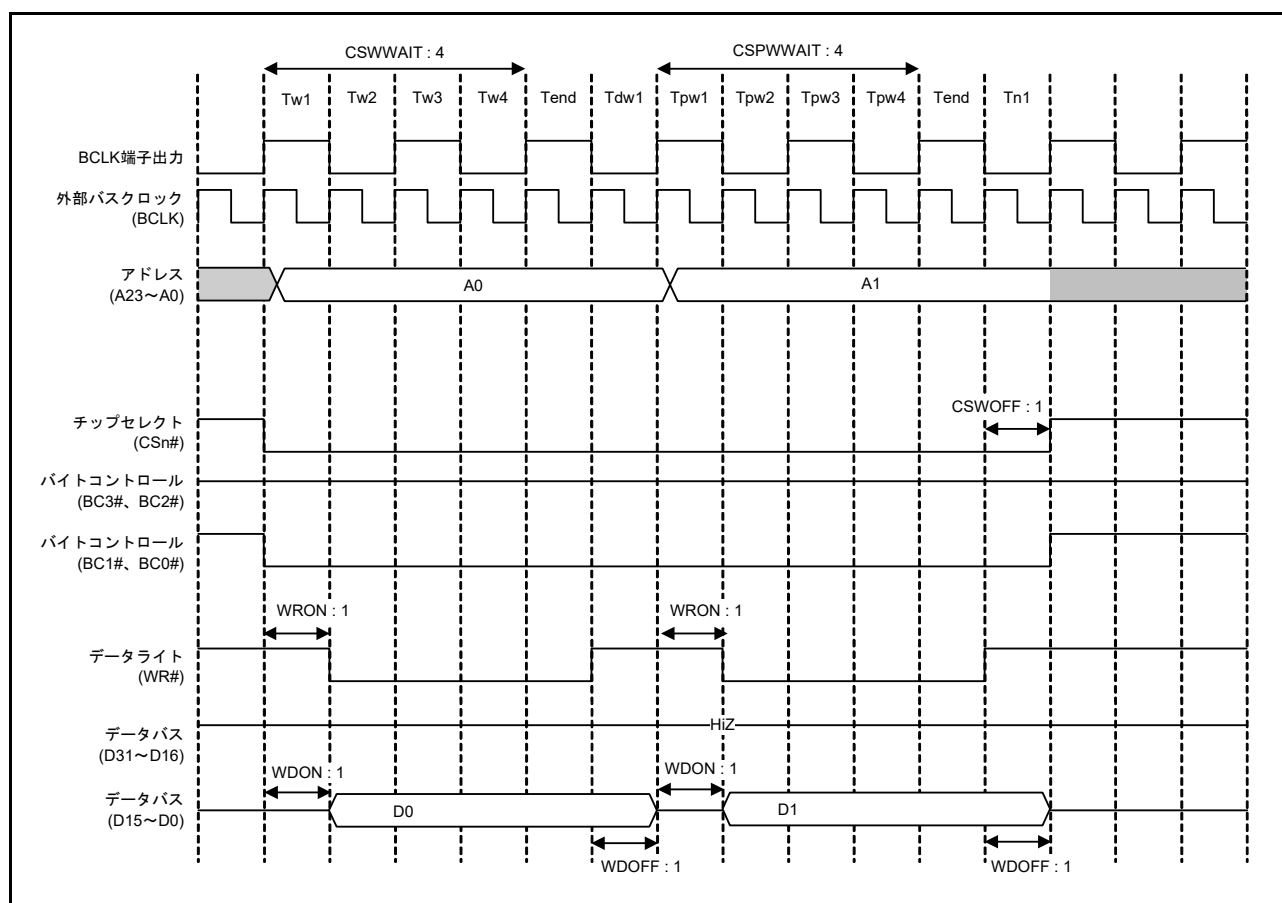 CSWWAIT : 4
CSPWWAIT : 4
Tw1 Tw2 Tw3 Tw4 Tend Tdw1 Tpw1 Tpw2 Tpw3 Tpw4 Tend Tn1
BCLK端子出力
外部バスクロック
(BCLK)
アドレス
(A23～A0)
A0
A1
CSWOFF : 1
チップセレクト
(CSn#)
バイトコントロール
(BC3#、BC2#)
バイトコントロール
(BC1#、BC0#)
WRON : 1
WRON : 1
データライト
(WR#)
データバス
(D31～D16)
HiZ
WDON : 1
WDON : 1
データバス
(D15～D0)
D0
D1
WDOFF : 1
WDOFF : 1